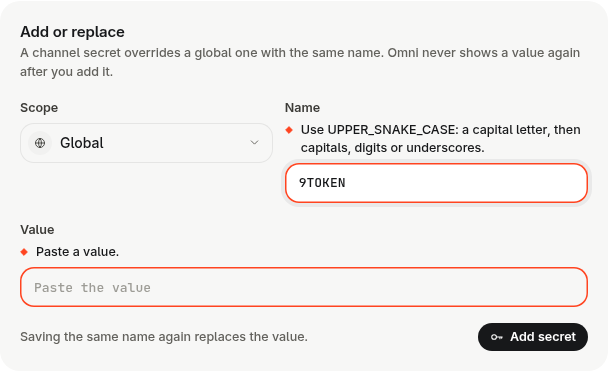 Add or replace
A channel secret overrides a global one with the same name. Omni never shows a value again
after you add it.
Scope
Name
Global
Use UPPER_SNAKE_CASE: a capital letter, then
capitals, digits or underscores.
9TOKEN
Value
Paste a value.
Paste the value
Saving the same name again replaces the value.
Add secret